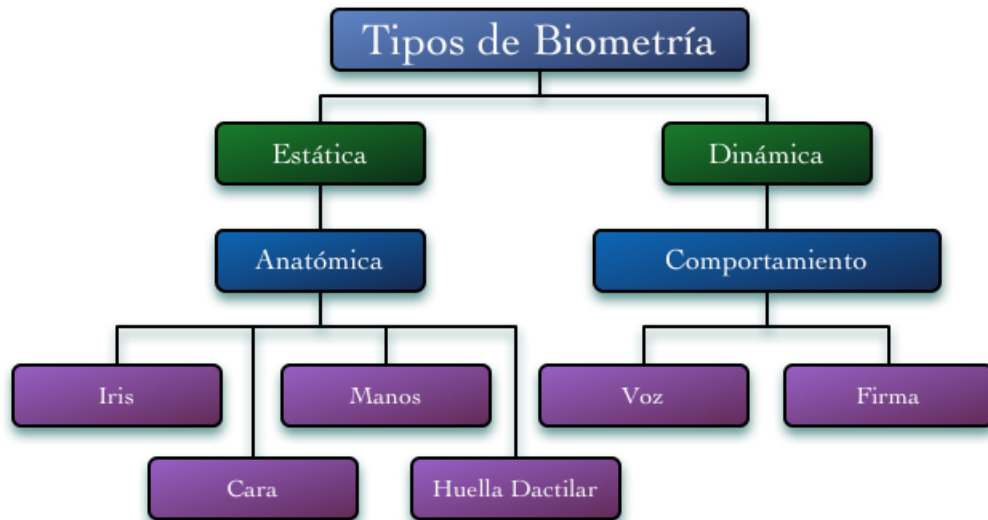 Tipos de Biometría
Estática
Dinámica
Anatómica
Comportamiento
Iris
Manos
Voz
Firma
Cara
Huella Dactilar